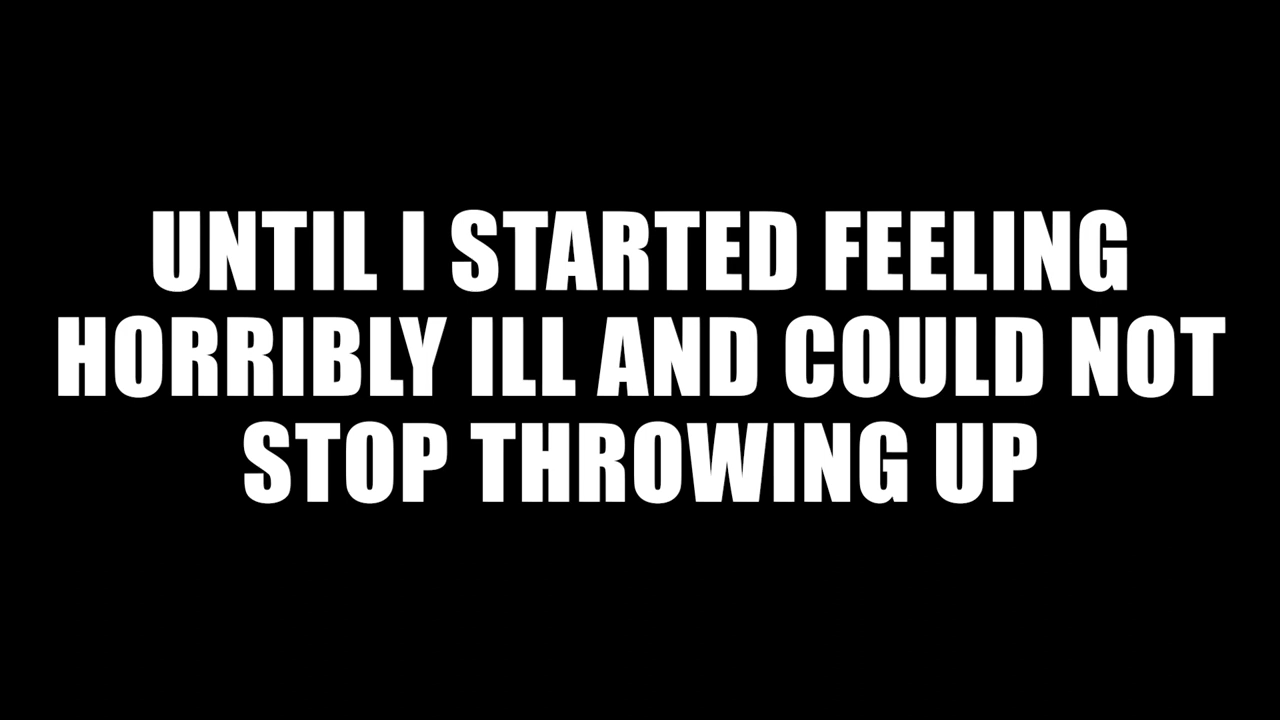 UNTIL I STARTED FEELING
HORRIBLY ILL AND COULD NOT
STOP THROWING UP